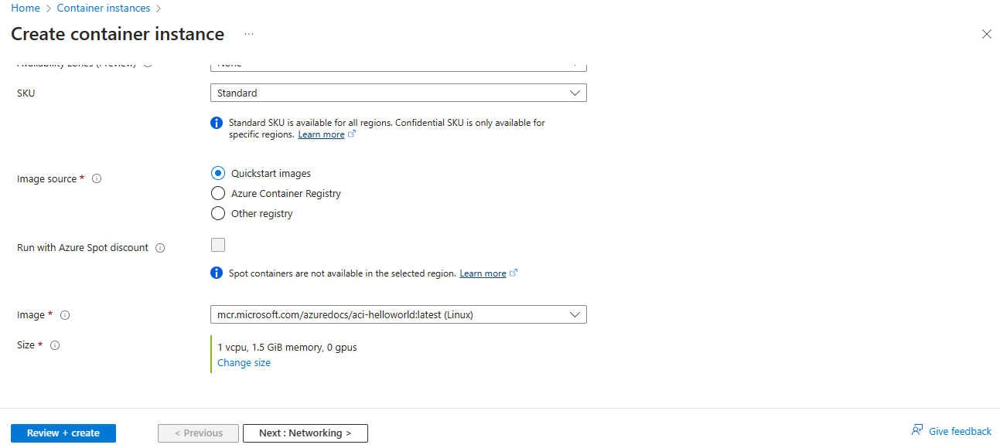 Home > Container instances >
Create container instance ...
Availability zones (Preview)
None
SKU
Standard
Standard SKU is available for all regions. Confidential SKU is only available for
specific regions. Learn more
Image source *
Quickstart images
Azure Container Registry
Other registry
Run with Azure Spot discount
Spot containers are not available in the selected region. Learn more
Image *
mcr.microsoft.com/azuredocs/aci-helloworld:latest (Linux)
Size *
1 vcpu, 1.5 GiB memory, 0 gpus
Change size
Review + create
< Previous
Next : Networking >
Give feedback